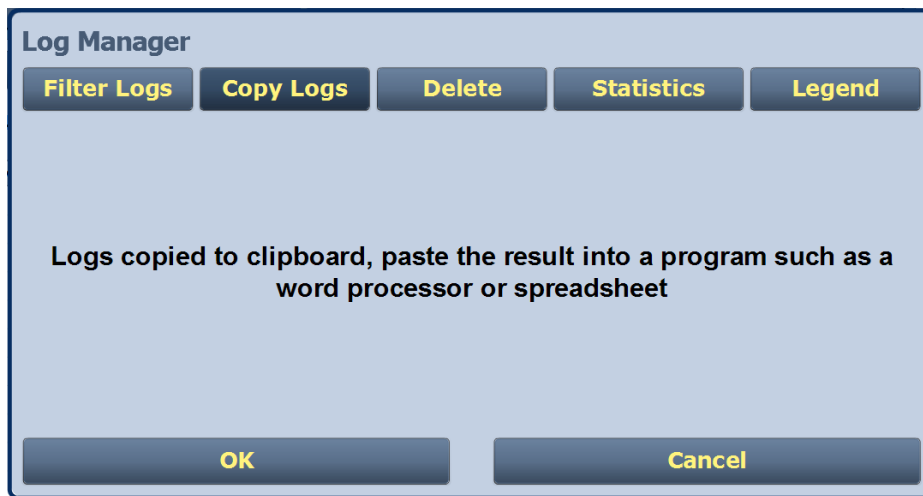 Log Manager
Filter Logs Copy Logs Delete Statistics Legend
Logs copied to clipboard, paste the result into a program such as a
word processor or spreadsheet
OK Cancel